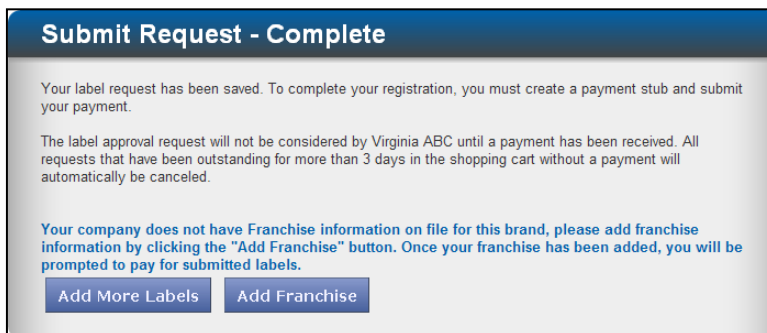 Submit Request - Complete
Your label request has been saved. To complete your registration, you must create a payment stub and submit
your payment.
The label approval request will not be considered by Virginia ABC until a payment has been received. All
requests that have been outstanding for more than 3 days in the shopping cart without a payment will
automatically be canceled.
Your company does not have Franchise information on file for this brand, please add franchise
information by clicking the "Add Franchise" button. Once your franchise has been added, you will be
prompted to pay for submitted labels.
Add More Labels Add Franchise